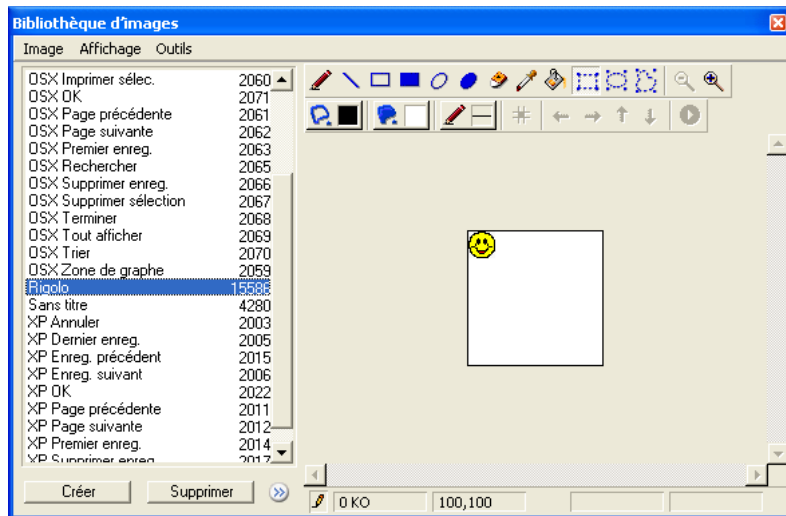 Bibliothèque d'images
Image Affichage Outils
OSX Imprimer sélec. 2060
OSX OK 2071
OSX Page précédente 2061
OSX Page suivante 2062
OSX Premier enreg. 2063
OSX Rechercher 2065
OSX Supprimer enreg. 2066
OSX Supprimer sélection 2067
OSX Terminer 2068
OSX Tout afficher 2069
OSX Trier 2070
OSX Zone de graphe 2059
Rigolo 15586
Sans titre 4280
XP Annuler 2003
XP Dernier enreg. 2005
XP Enreg. précédent 2015
XP Enreg. suivant 2006
XP OK 2022
XP Page précédente 2011
XP Page suivante 2012
XP Premier enreg. 2014
XP Supprimer enreg 2017
Créer Supprimer
0 KO 100,100